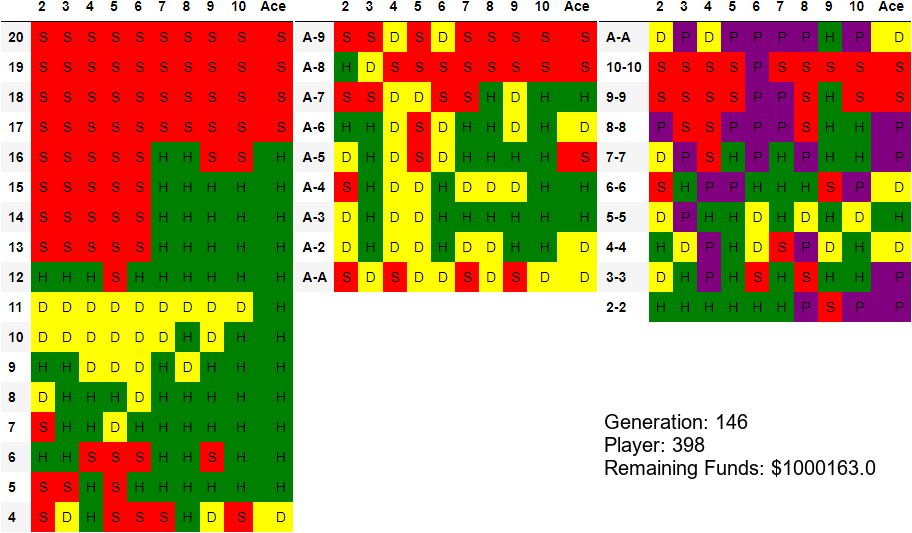 2 3 4 5 6 7 8 9 10 Ace
20 S S S S S S S S S S
19 S S S S S S S S S S
18 S S S S S S S S S S
17 S S S S S S S S S S
16 S S S S S H H S S H
15 S S S S S H H H H H
14 S S S S S H H H H H
13 S S S S S H H H H H
12 H H H S H H H H H H
11 D D D D D D D D D H
10 D D D D D D H D H H
9 H H D D D H D H H H
8 D H H H D H H H H H
7 S H H D H H H H H H
6 H H S S S H H S H H
5 S S H S H H H H H H
4 S D H S S S H D S D
2 3 4 5 6 7 8 9 10 Ace
A-9 S S D S D S S S S S
A-8 H D S S S S S S S S
A-7 S S D D S S H D H H
A-6 H H D S D H H D H D
A-5 D H D S D H H H H S
A-4 S H D D H D D D H H
A-3 D H D D H H H H H H
A-2 D H D D H D D H H D
A-A S D S D D S D S D D
2 3 4 5 6 7 8 9 10 Ace
A-A D P D P P P P H P D
10-10 S S S S P S S S S S
9-9 S S S S P P S H S S
8-8 P S S P P P S H H P
7-7 D P S H P H P H H P
6-6 S H P P H H H S P D
5-5 D P H H D H D H D H
4-4 H D P H D S P D H D
3-3 D H P H S H S H H P
2-2 H H H H H H P S P P
Generation: 146
Player: 398
Remaining Funds: $1000163.0